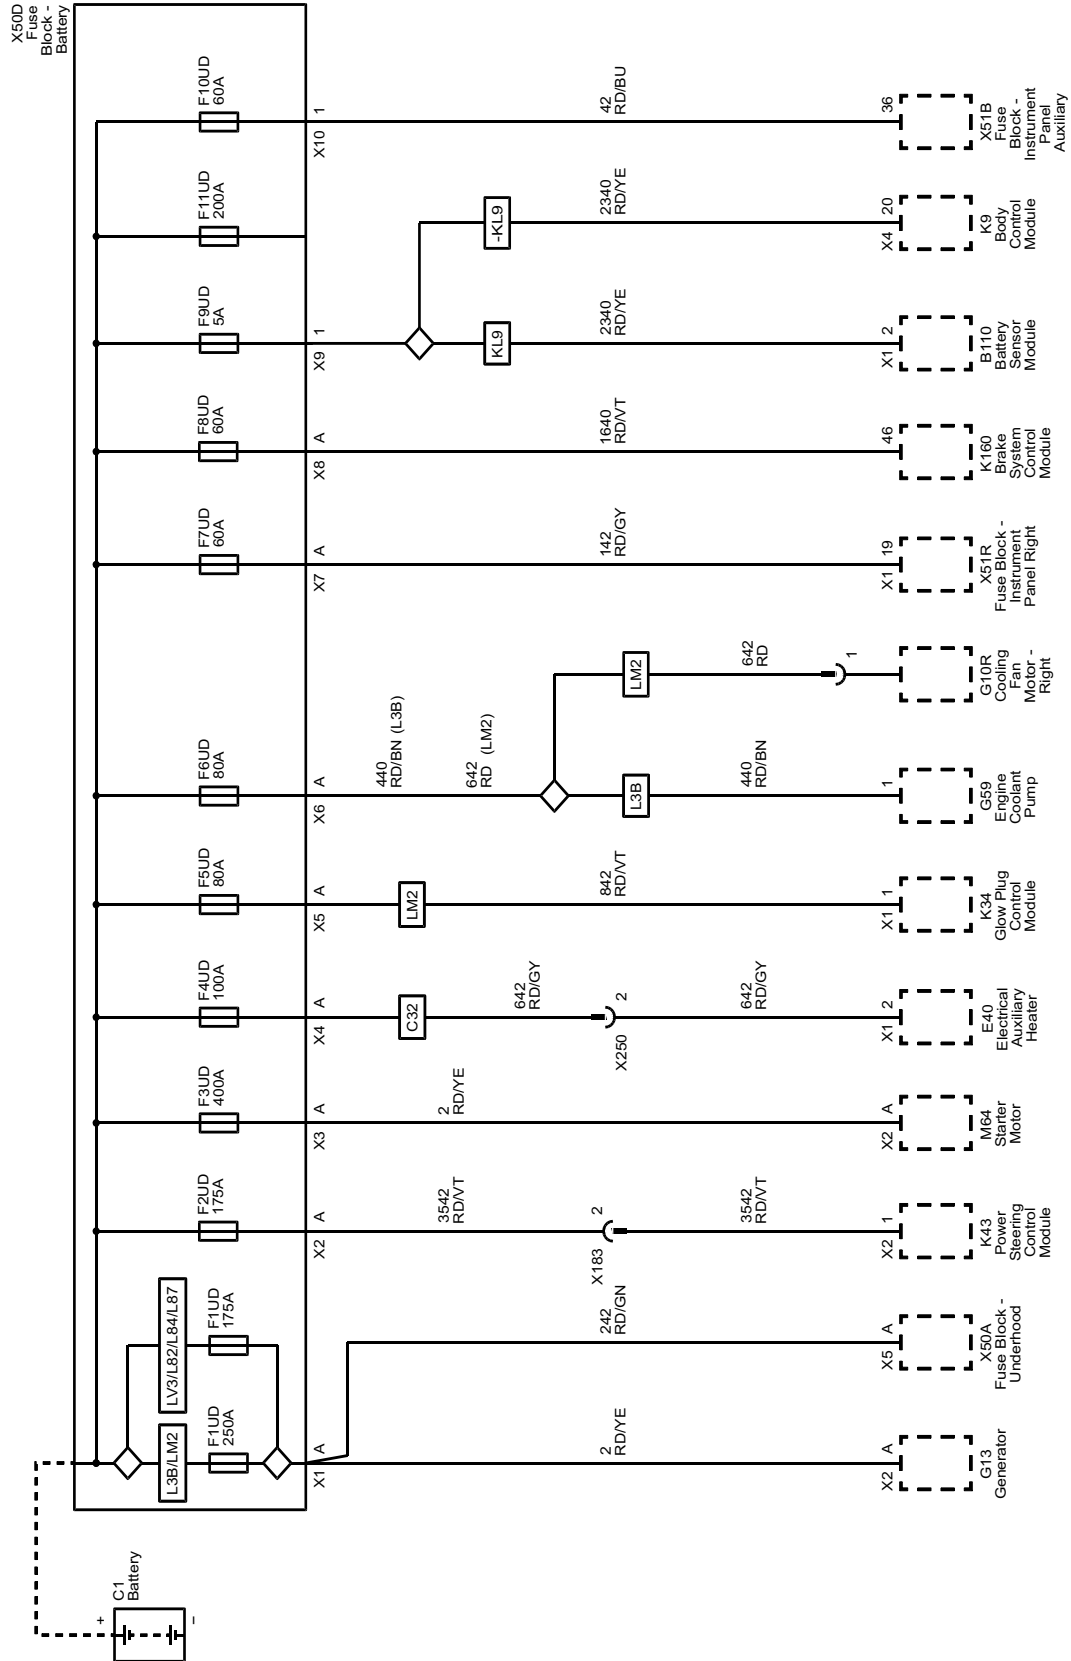 X50D
Fuse
Block -
Battery
C1
Battery
+
–
L3B/LM2
F1UD
250A
LV3/L82/L84/L87
F1UD
175A
F2UD
175A
F3UD
400A
F4UD
100A
F5UD
80A
F6UD
80A
F7UD
60A
F8UD
60A
F9UD
5A
F11UD
200A
F10UD
60A
X1 A
X2 A
X3 A
X4 A
X5 A
X6 A
X7 A
X8 A
X9 1
X10 1
2
RD/YE
242
RD/GN
3542
RD/VT
X183 2
3542
RD/VT
2
RD/YE
C32
642
RD/GY
X250 2
642
RD/GY
LM2
842
RD/VT
440
RD/BN (L3B)
642
RD (LM2)
L3B
440
RD/BN
LM2
642
RD
1
142
RD/GY
1640
RD/VT
KL9
2340
RD/YE
-KL9
2340
RD/YE
42
RD/BU
X2 A
G13
Generator
X5 A
X50A
Fuse Block -
Underhood
X2 1
K43
Power
Steering
Control
Module
X2 A
M64
Starter
Motor
X1 2
E40
Electrical
Auxiliary
Heater
X1 1
K34
Glow Plug
Control
Module
1
G59
Engine
Coolant
Pump
G10R
Cooling
Fan
Motor -
Right
X1 19
X51R
Fuse Block -
Instrument
Panel Right
46
K160
Brake
System
Control
Module
X1 2
B110
Battery
Sensor
Module
X4 20
K9
Body
Control
Module
36
X51B
Fuse
Block -
Instrument
Panel
Auxiliary